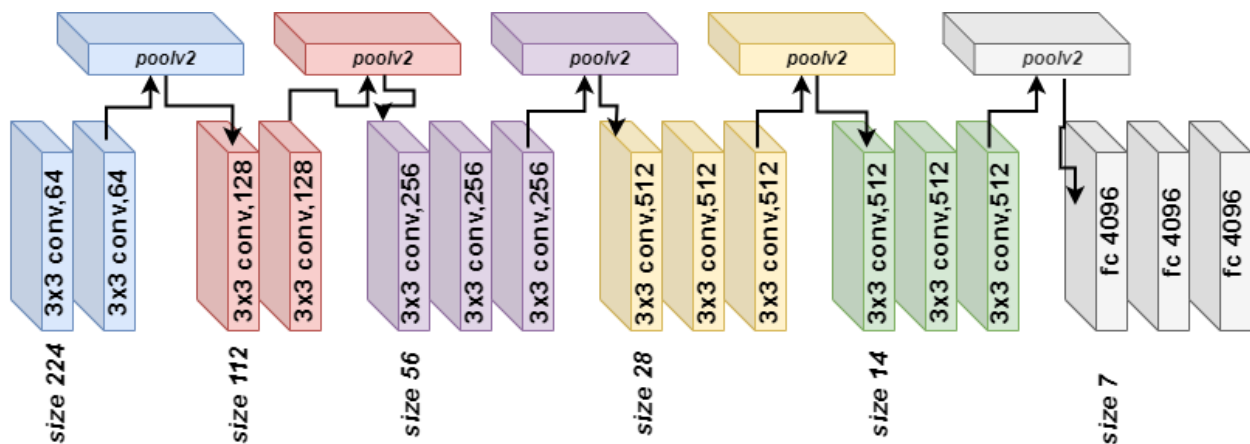 poolv2
poolv2
poolv2
poolv2
poolv2
3x3 conv,64
3x3 conv,64
3x3 conv,128
3x3 conv,128
3x3 conv,256
3x3 conv,256
3x3 conv,256
3x3 conv,512
3x3 conv,512
3x3 conv,512
3x3 conv,512
3x3 conv,512
3x3 conv,512
fc 4096
fc 4096
fc 4096
size 224
size 112
size 56
size 28
size 14
size 7